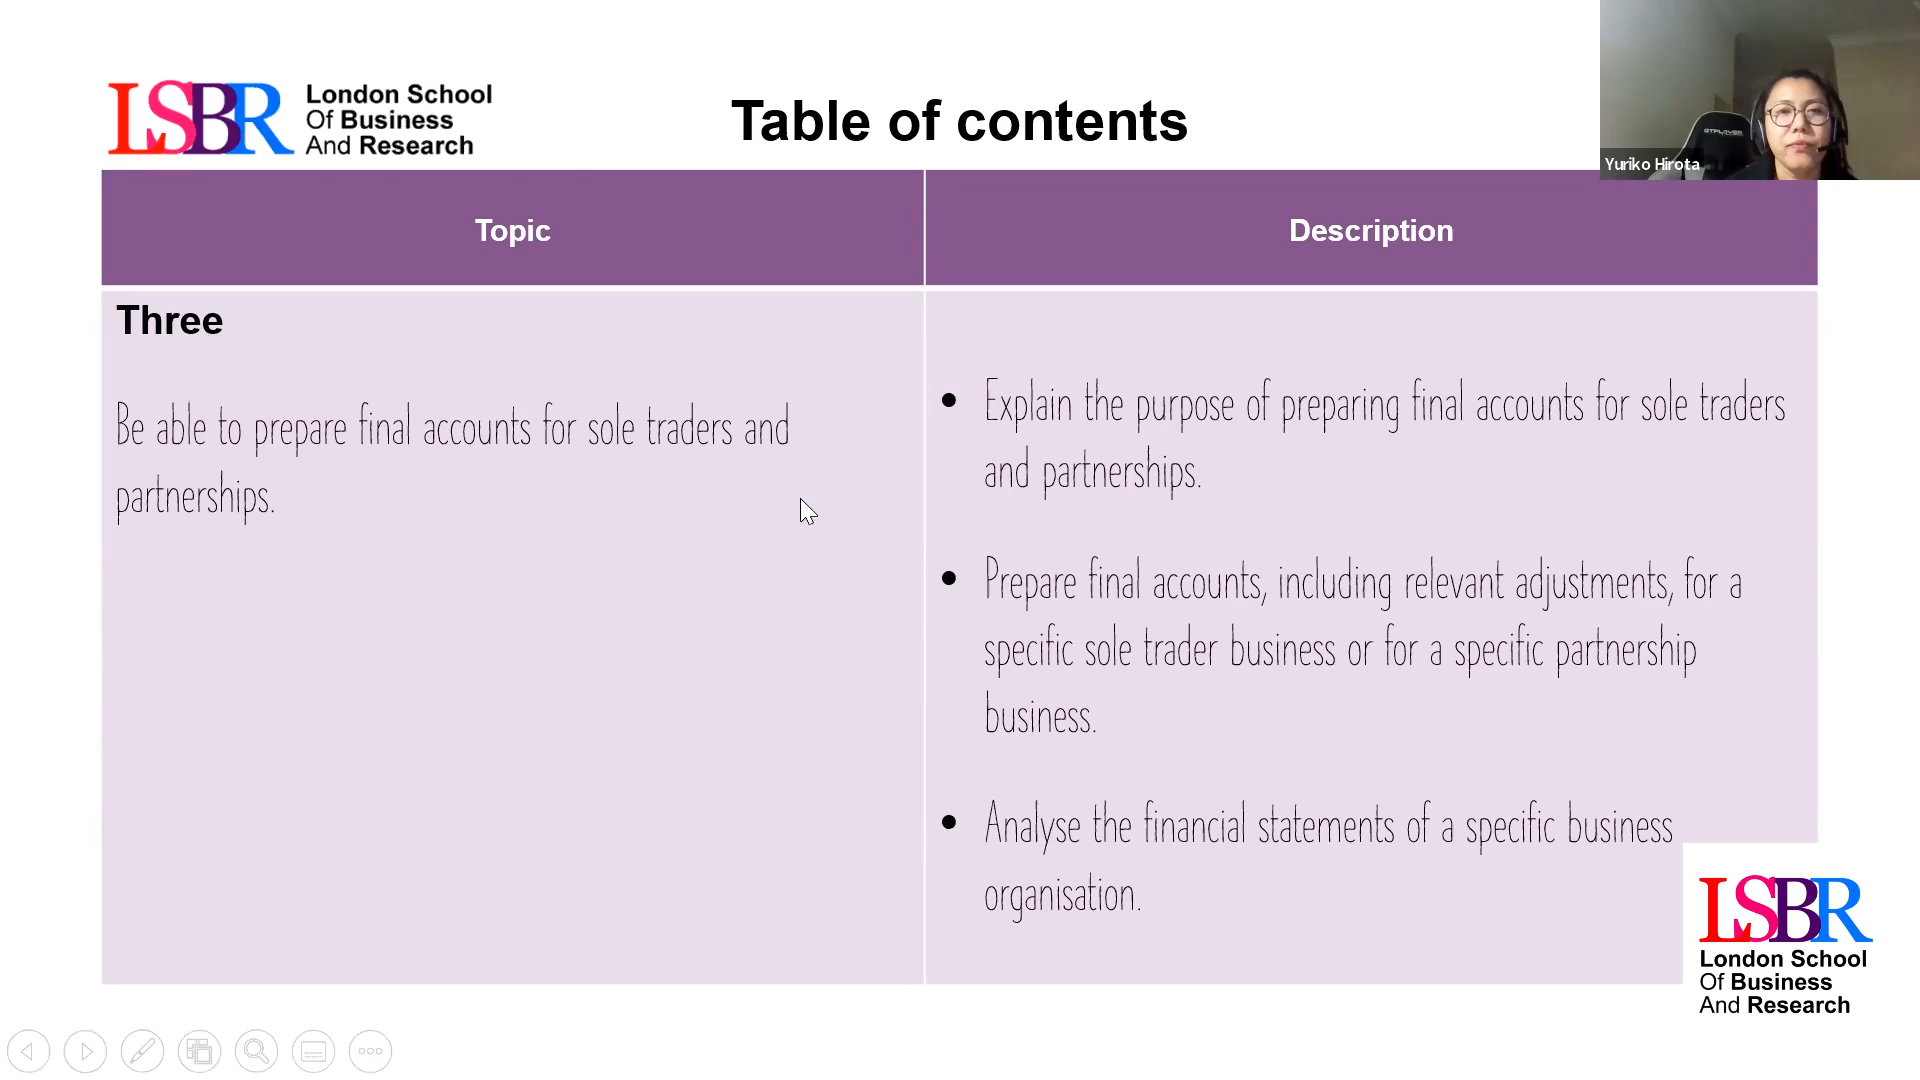 LSBR
London School
Of Business
And Research
Table of contents
GTPLAYER
Yuriko Hirota
Topic
Description
Three
Be able to prepare final accounts for sole traders and
partnerships.
• Explain the purpose of preparing final accounts for sole traders
and partnerships.
• Prepare final accounts, including relevant adjustments, for a
specific sole trader business or for a specific partnership
business.
• Analyse the financial statements of a specific business
organisation.
LSBR
London School
Of Business
And Research